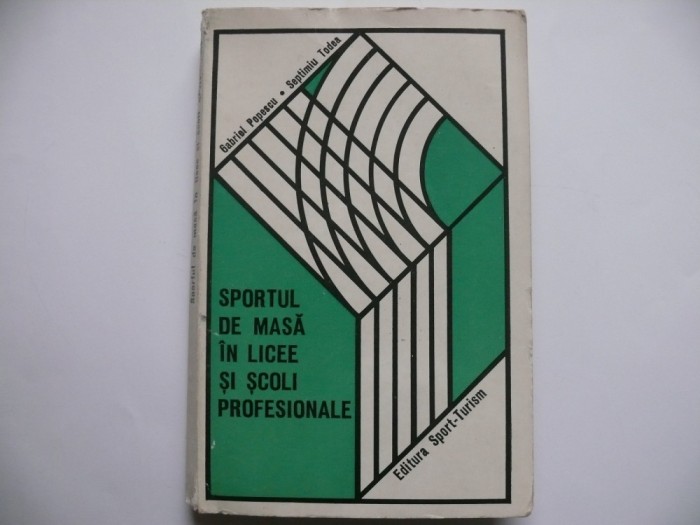 Gabriel Popescu • Septimiu Todea
SPORTUL
DE MASĂ
ÎN LICEE
ȘI ȘCOLI
PROFESIONALE
Editura Sport-Turism